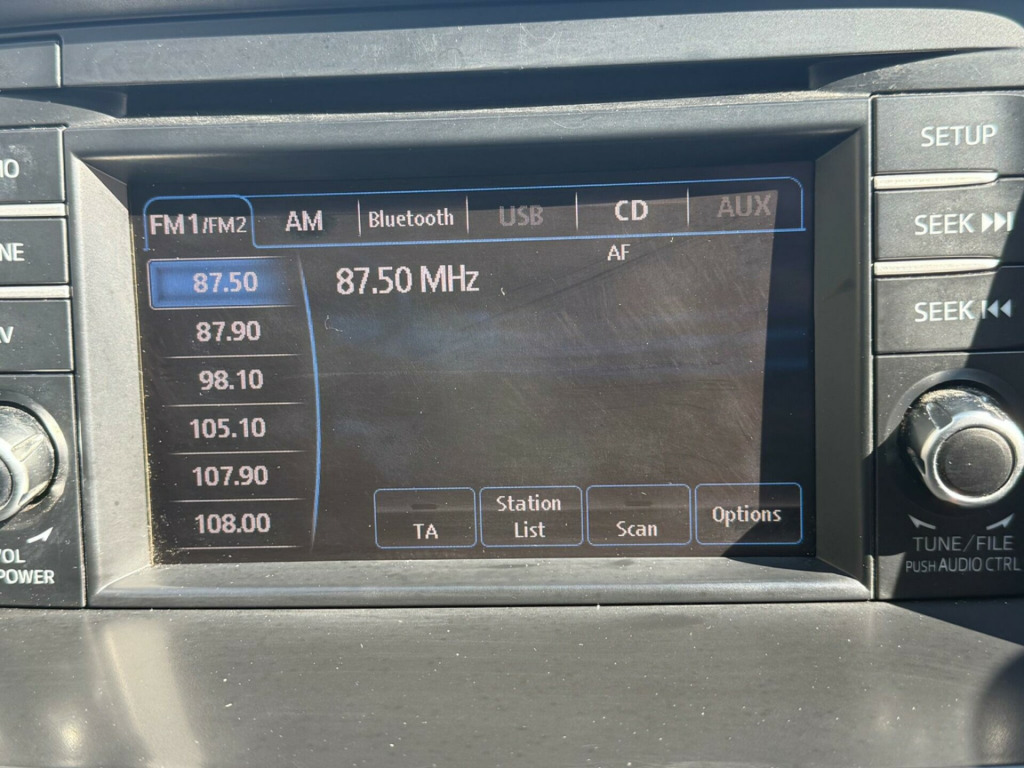 FM1/FM2 AM Bluetooth USB CD AUX
AF
87.50 MHz
87.50
87.90
98.10
105.10
107.90
108.00
TA
Station
List
Scan
Options
SETUP
SEEK
SEEK
TUNE/FILE
PUSH AUDIO CTRL
POWER